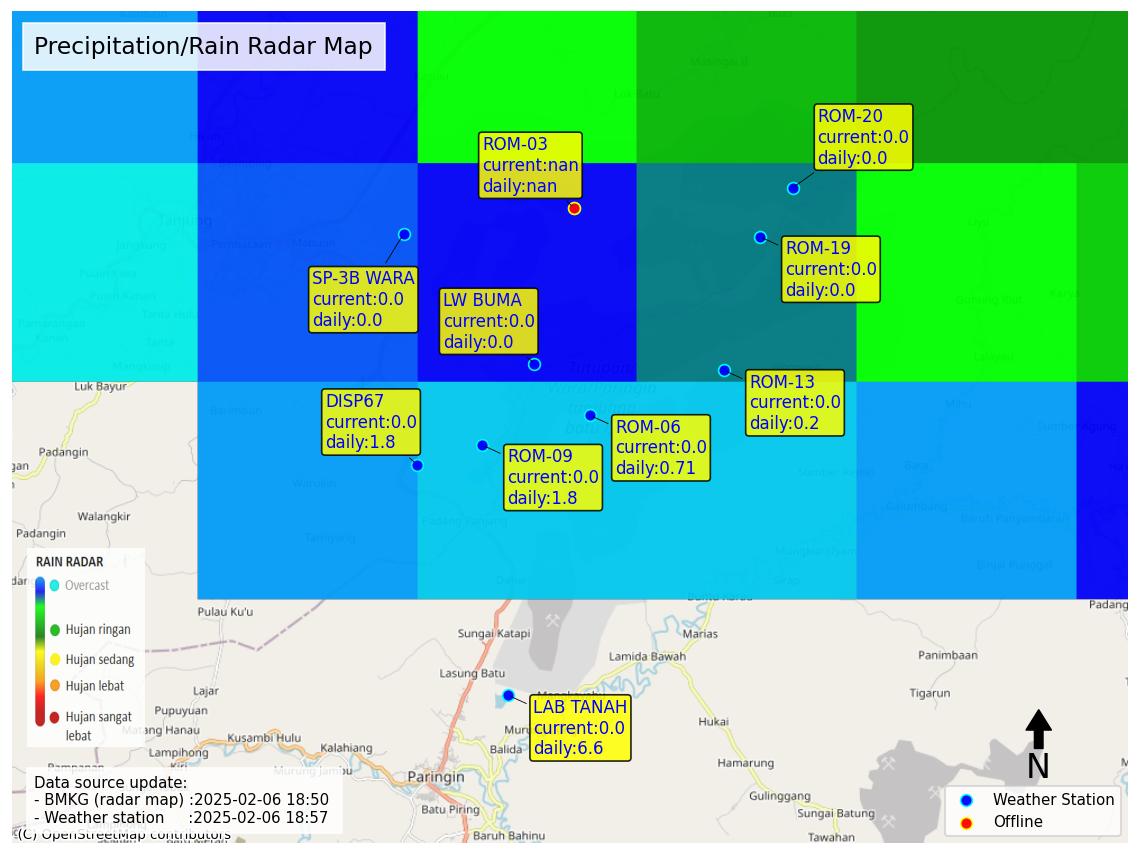 Precipitation/Rain Radar Map
ROM-20
current:0.0
daily:0.0
ROM-03
current:nan
daily:nan
ROM-19
current:0.0
daily:0.0
SP-3B WARA
current:0.0
daily:0.0
LW BUMA
current:0.0
daily:0.0
Tanjung
Luk Bayur
DISP67
current:0.0
daily:1.8
ROM-13
current:0.0
daily:0.2
ROM-06
current:0.0
daily:0.71
ROM-09
current:0.0
daily:1.8
Padangin
Walangkir
Padangin
RAIN RADAR
Overcast
Hujan ringan
Hujan sedang
Hujan lebat
Hujan sangat
lebat
Pulau Ku'u
Sungai Katapi
Marias
Lamida Bawah
Panimbaan
Lasung Batu
Lajar
Tigarun
Pupuyuan
LAB TANAH
current:0.0
daily:6.6
Hukai
Matang Hanau
Kusambi Hulu
Lampihong
Kalahiang
Balida
Murung Jambu
Hamarung
Paringin
Gulinggang
Batu Piring
Sungai Batung
Baruh Bahinu
Tawahan
N
Weather Station
Offline
Data source update:
- BMKG (radar map) :2025-02-06 18:50
- Weather station :2025-02-06 18:57
(C) OpenStreetMap contributors